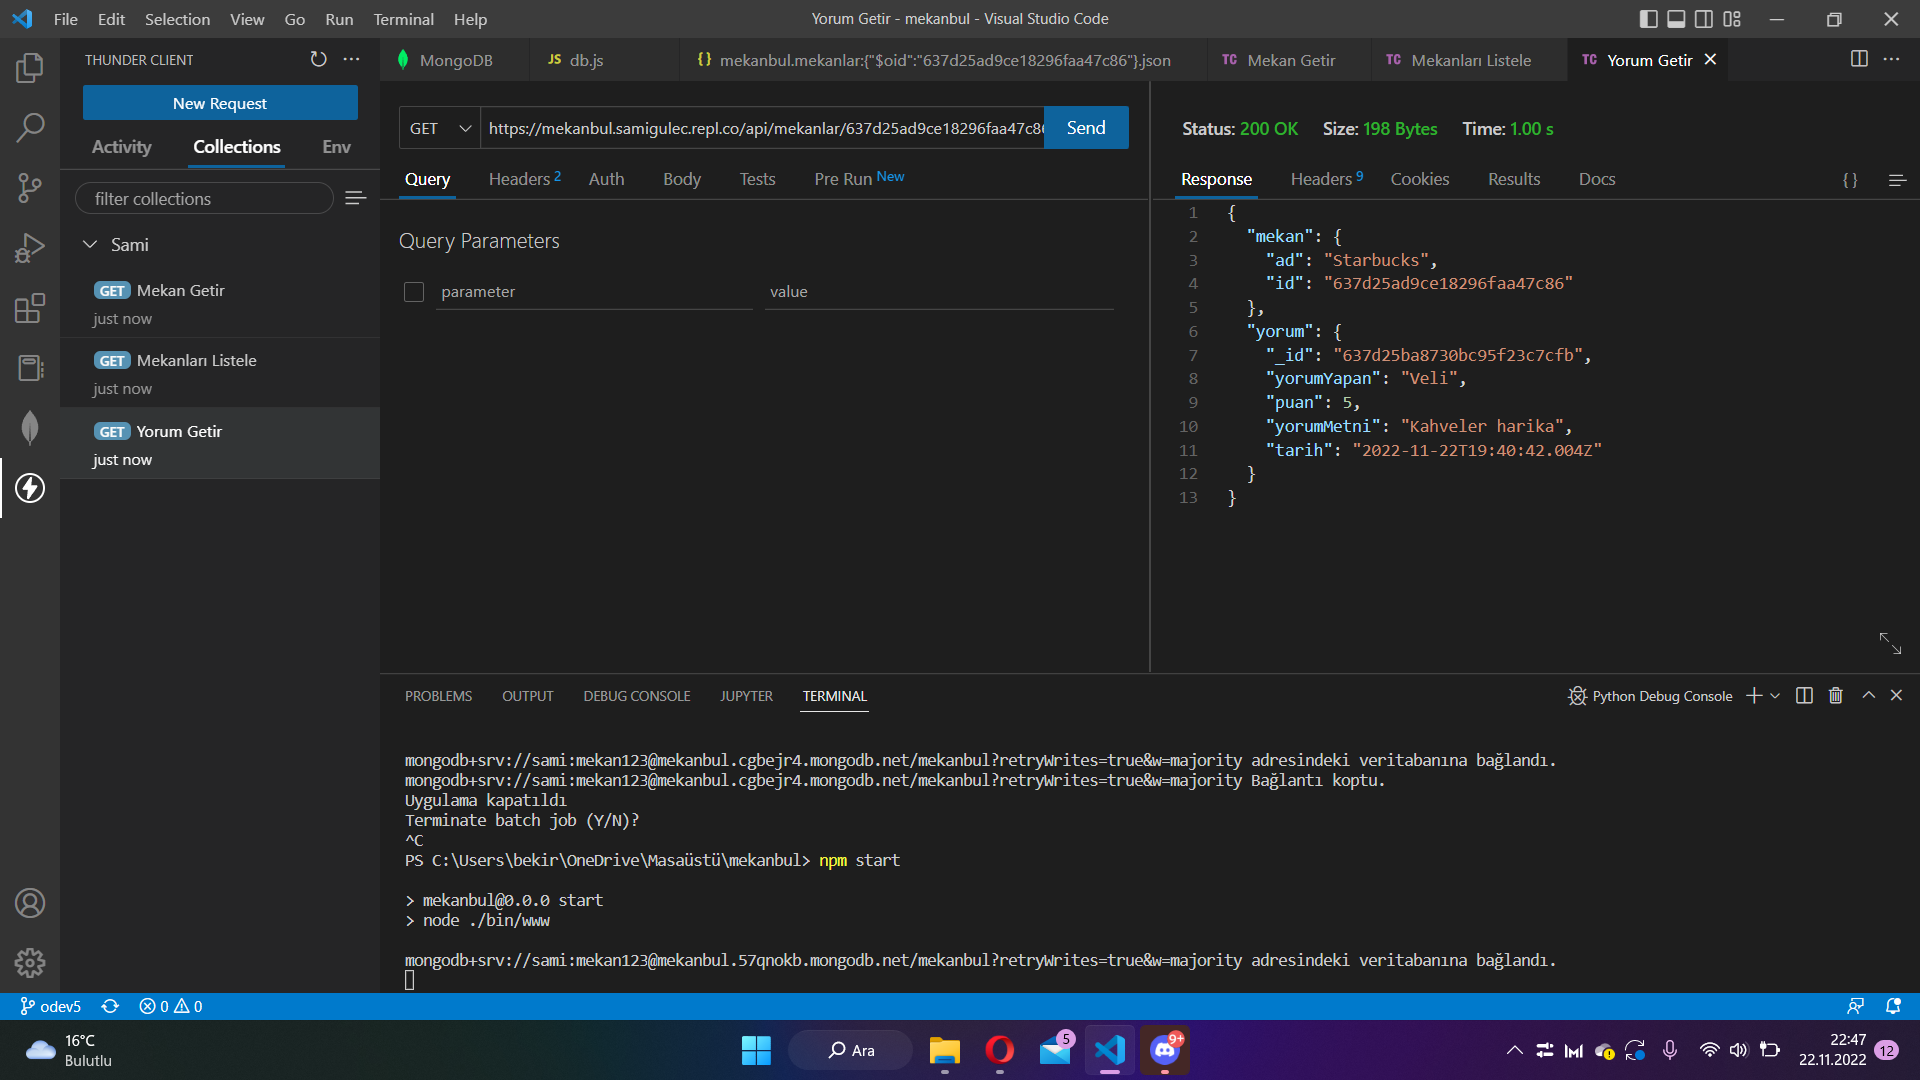 File Edit Selection View Go Run Terminal Help
Yorum Getir - mekanbul - Visual Studio Code
THUNDER CLIENT
New Request
Activity Collections Env
filter collections
Sami
GET Mekan Getir
just now
GET Mekanları Listele
just now
GET Yorum Getir
just now
MongoDB
JS db.js
{} mekanbul.mekanlar:{"$oid":"637d25ad9ce18296faa47c86"}.json
TC Mekan Getir
TC Mekanları Listele
TC Yorum Getir
GET https://mekanbul.samigulec.repl.co/api/mekanlar/637d25ad9ce18296faa47c86 Send
Query Headers 2 Auth Body Tests Pre Run New
Query Parameters
parameter value
Status: 200 OK Size: 198 Bytes Time: 1.00 s
Response Headers 9 Cookies Results Docs { }
1 {
2 "mekan": {
3 "ad": "Starbucks",
4 "id": "637d25ad9ce18296faa47c86"
5 },
6 "yorum": {
7 "_id": "637d25ba8730bc95f23c7cfb",
8 "yorumYapan": "Veli",
9 "puan": 5,
10 "yorumMetni": "Kahveler harika",
11 "tarih": "2022-11-22T19:40:42.004Z"
12 }
13 }
PROBLEMS OUTPUT DEBUG CONSOLE JUPYTER TERMINAL
Python Debug Console
mongodb+srv://sami:mekan123@mekanbul.cgbejr4.mongodb.net/mekanbul?retryWrites=true&w=majority adresindeki veritabanına bağlandı.
mongodb+srv://sami:mekan123@mekanbul.cgbejr4.mongodb.net/mekanbul?retryWrites=true&w=majority Bağlantı koptu.
Uygulama kapatıldı
Terminate batch job (Y/N)?
^C
PS C:\Users\bekir\OneDrive\Masaüstü\mekanbul> npm start
> mekanbul@0.0.0 start
> node ./bin/www
mongodb+srv://sami:mekan123@mekanbul.57qnokb.mongodb.net/mekanbul?retryWrites=true&w=majority adresindeki veritabanına bağlandı.
odev5 0 0
16°C
Bulutlu
Ara
5
9+
22:47
22.11.2022
12